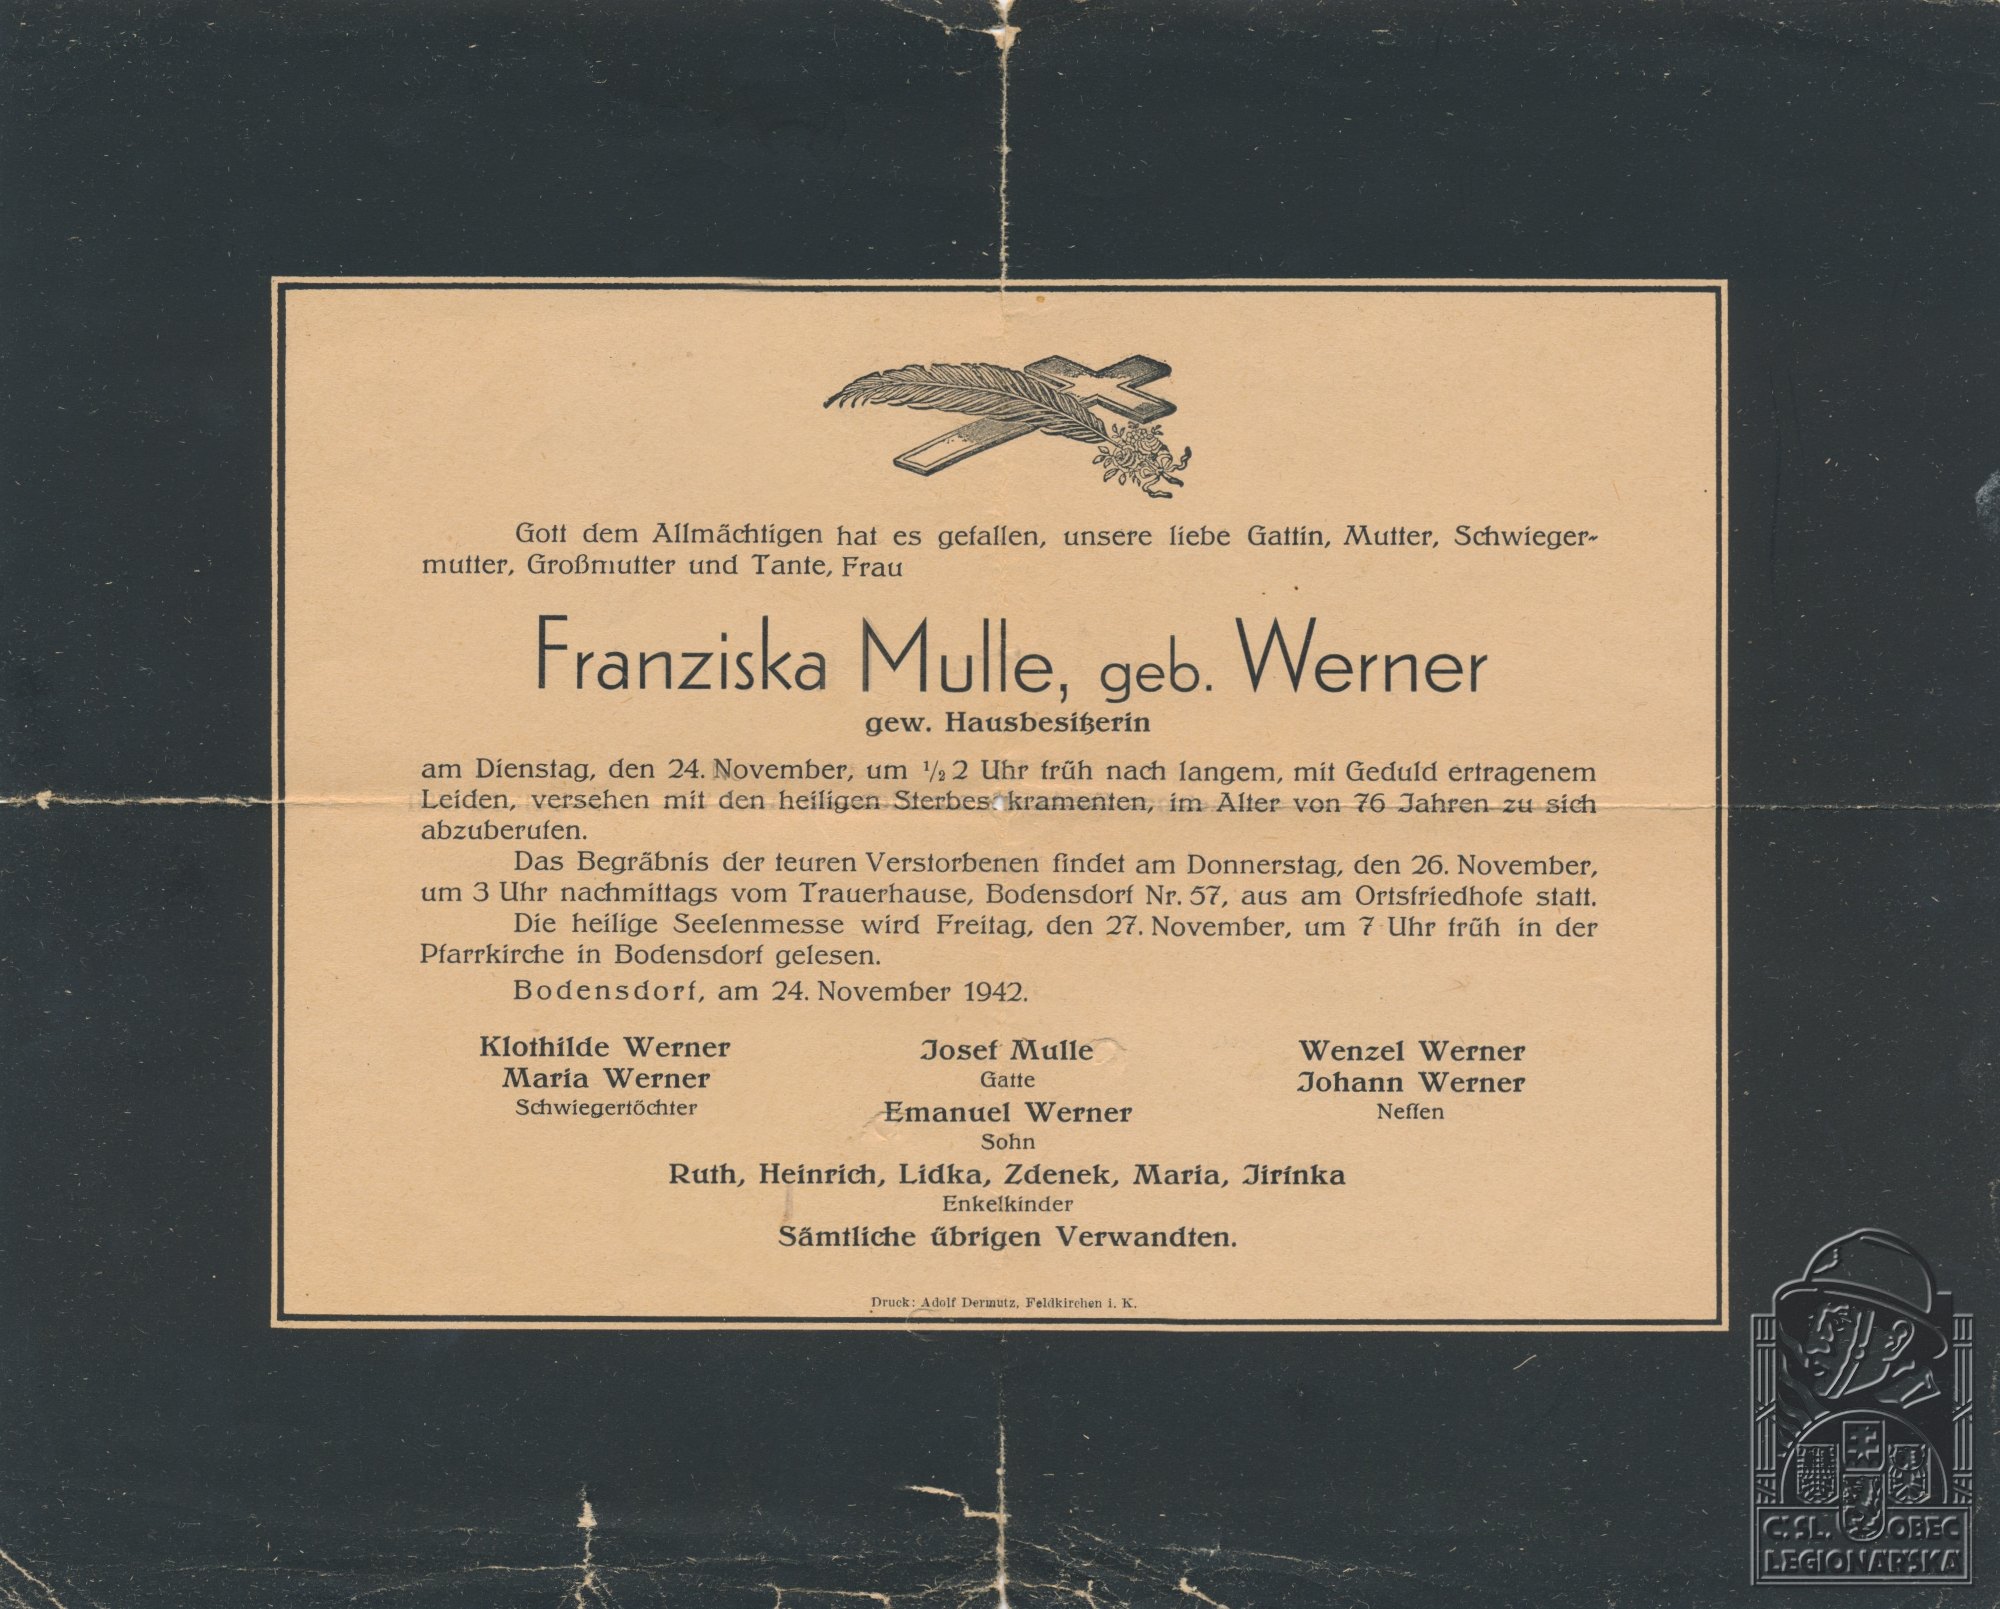 Gott dem Allmächtigen hat es gefallen, unsere liebe Gattin, Mutter, Schwieger-
mutter, Großmutter und Tante, Frau
Franziska Mulle, geb. Werner
gew. Hausbesitzerin
am Dienstag, den 24. November, um ½ 2 Uhr früh nach langem, mit Geduld ertragenem
Leiden, versehen mit den heiligen Sterbes kramenten, im Alter von 76 Jahren zu sich
abzuberufen.
Das Begräbnis der teuren Verstorbenen findet am Donnerstag, den 26. November,
um 3 Uhr nachmittags vom Trauerhause, Bodensdorf Nr. 57, aus am Ortsfriedhofe statt.
Die heilige Seelenmesse wird Freitag, den 27. November, um 7 Uhr früh in der
Pfarrkirche in Bodensdorf gelesen.
Bodensdorf, am 24. November 1942.
Klothilde Werner
Maria Werner
Schwiegertöchter
Josef Mulle
Gatte
Emanuel Werner
Sohn
Wenzel Werner
Johann Werner
Neffen
Ruth, Heinrich, Lidka, Zdenek, Maria, Jirinka
Enkelkinder
Sämtliche übrigen Verwandten.
Druck: Adolf Dermutz, Feldkirchen i. K.
Č. SL. OBEC
LEGIONÁŘSKÁ